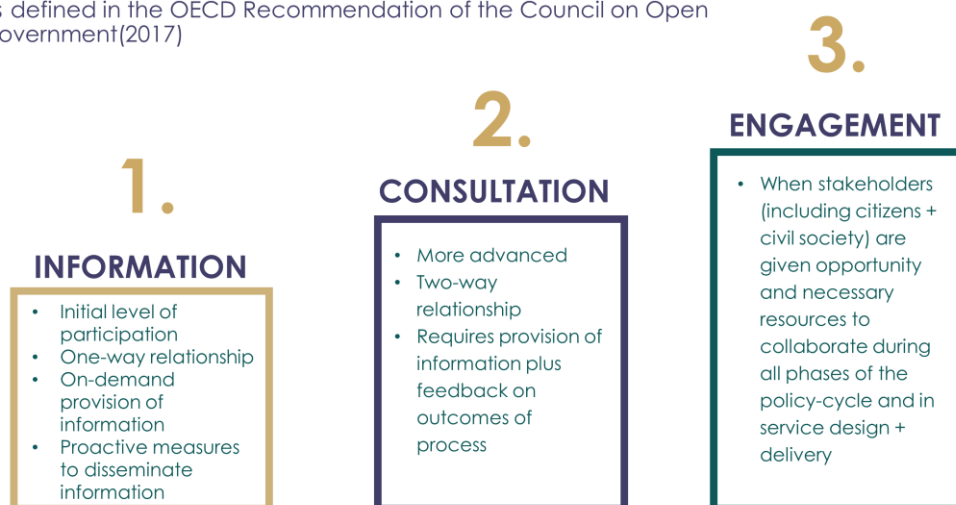 s defined in the OECD Recommendation of the Council on Open
overnment(2017)
1.
INFORMATION
• Initial level of
participation
• One-way relationship
• On-demand
provision of
information
• Proactive measures
to disseminate
information
2.
CONSULTATION
• More advanced
• Two-way
relationship
• Requires provision of
information plus
feedback on
outcomes of
process
3.
ENGAGEMENT
• When stakeholders
(including citizens +
civil society) are
given opportunity
and necessary
resources to
collaborate during
all phases of the
policy-cycle and in
service design +
delivery